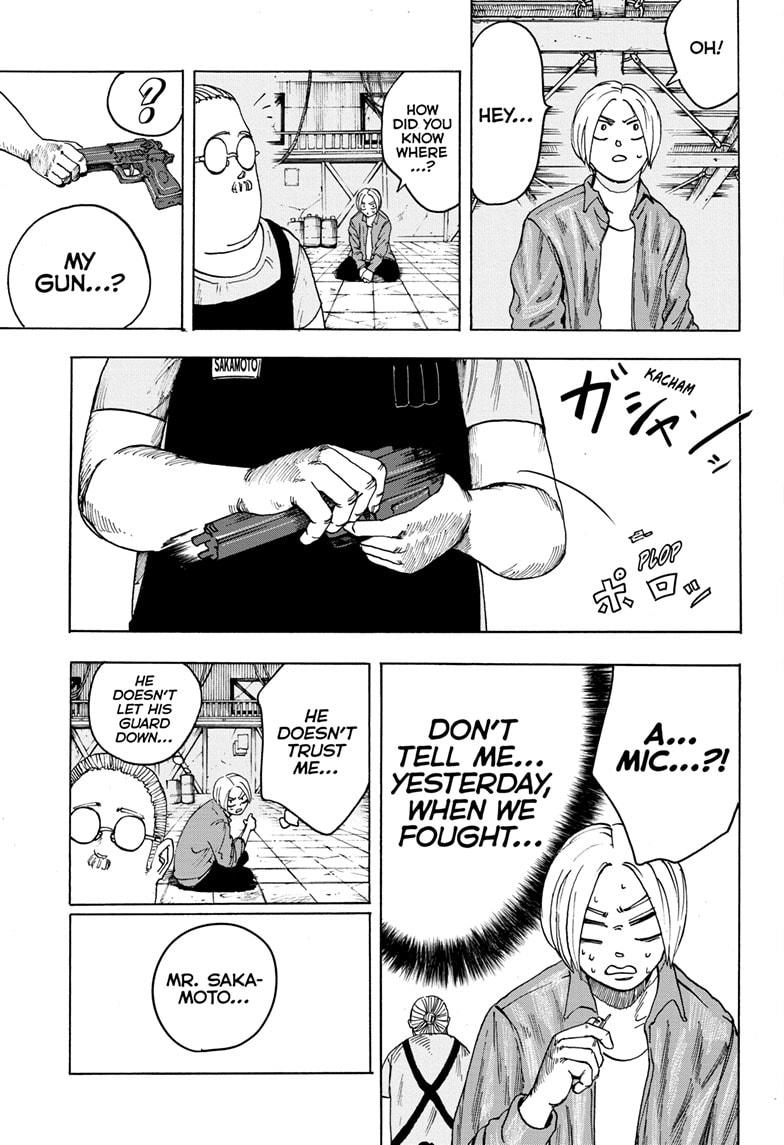 OH!
HEY...
HOW
DID YOU
KNOW
WHERE
...?
?
MY
GUN...?
SAKAMOTO
KACHAM
ガシャン
PLOP
ポロッ
A...
MIC...?!
DON'T
TELL ME...
YESTERDAY,
WHEN WE
FOUGHT...
HE
DOESN'T
TRUST
ME...
HE
DOESN'T
LET HIS
GUARD
DOWN...
MR. SAKA-
MOTO...